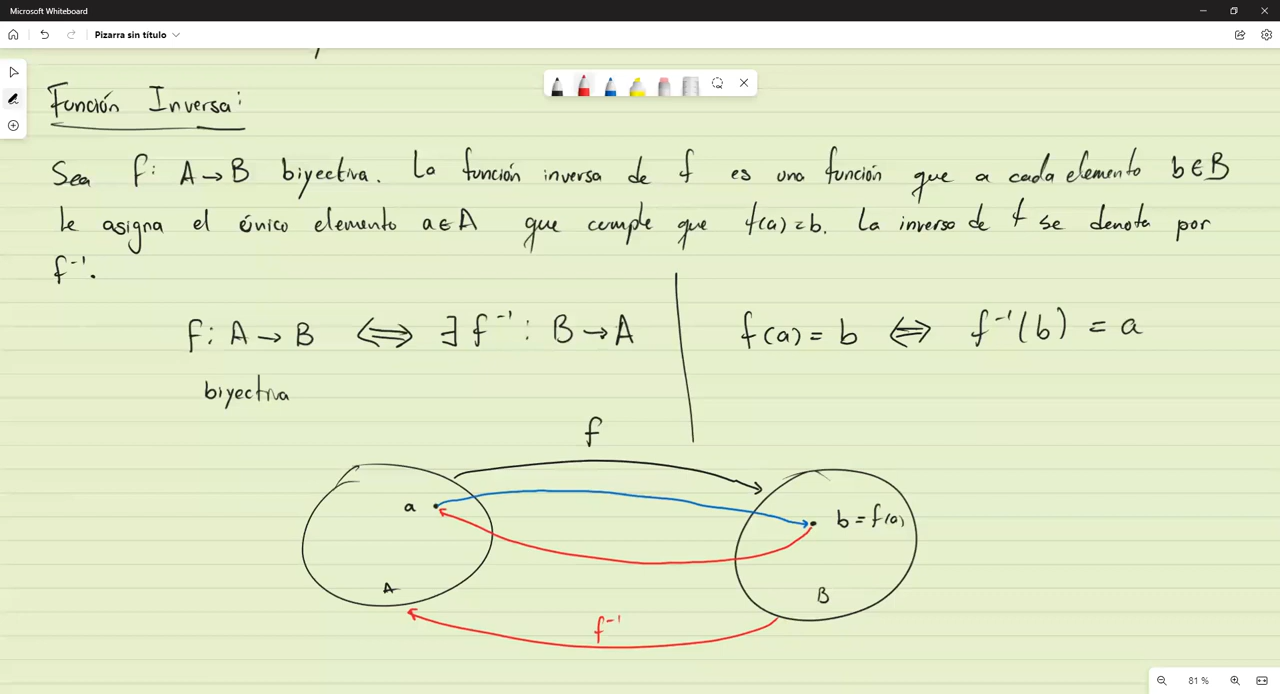 Microsoft Whiteboard
Pizarra sin título
Función Inversa:
Sea f: A → B biyectiva. La función inversa de f es una función que a cada elemento b ∈ B
le asigna el único elemento a ∈ A que cumple que f(a) = b. La inversa de f se denota por
f⁻¹.
f: A → B ⟺ ∃ f⁻¹ : B → A
biyectiva
f(a) = b ⟺ f⁻¹(b) = a
f
a
b = f(a)
A
B
f⁻¹
81 %